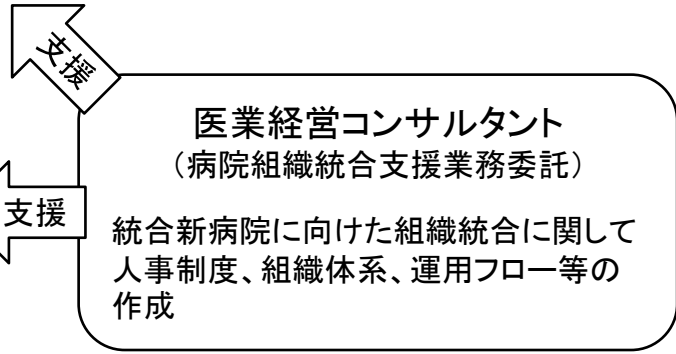 支援
医業経営コンサルタント
（病院組織統合支援業務委託）
支援
統合新病院に向けた組織統合に関して
人事制度、組織体系、運用フロー等の
作成